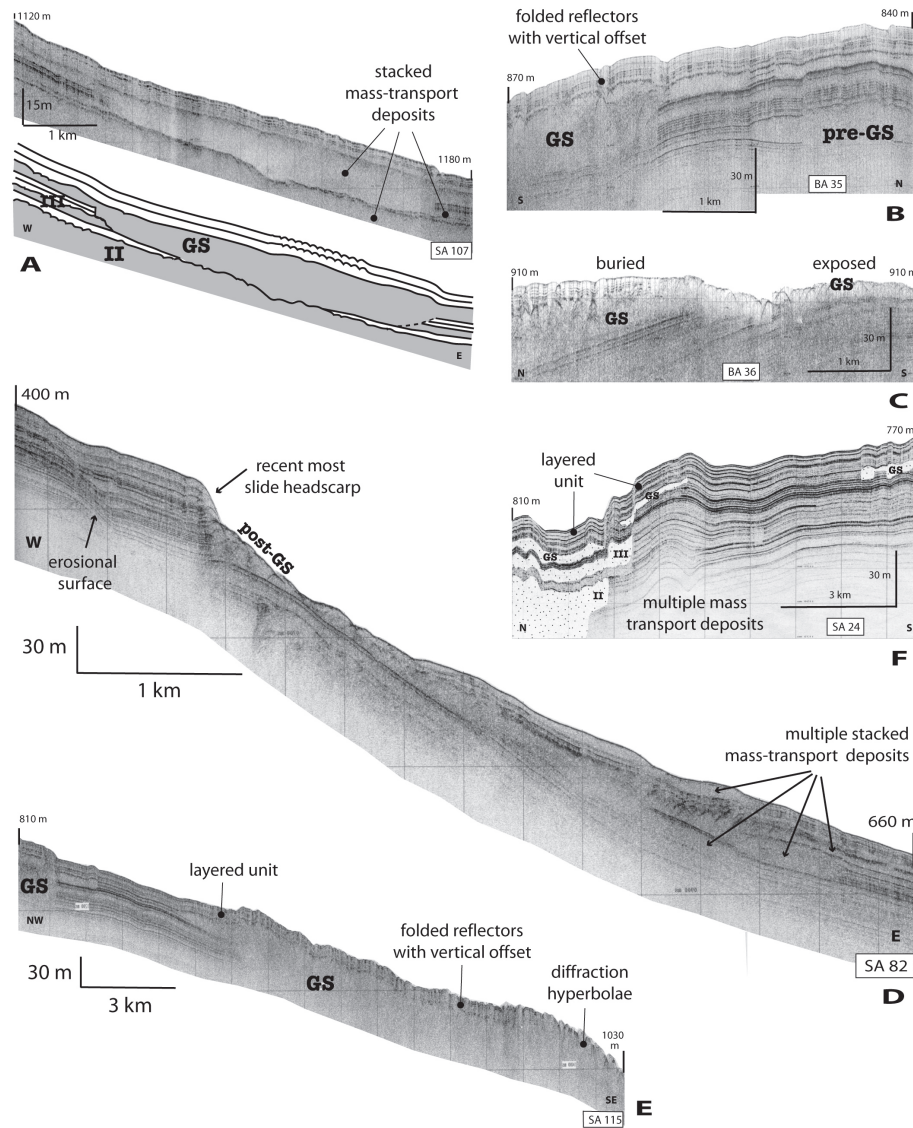 1120 m
stacked
mass-transport
deposits
15m
1 km
1180 m
III
GS
II
W
E
SA 107
A
folded reflectors
with vertical offset
840 m
870 m
GS
pre-GS
30 m
1 km
S
N
BA 35
B
910 m
buried
exposed
910 m
GS
GS
30 m
1 km
N
S
BA 36
C
400 m
recent most
slide headscarp
post-GS
W
erosional
surface
30 m
1 km
multiple stacked
mass-transport deposits
660 m
E
SA 82
D
770 m
layered
unit
GS
810 m
GS
GS
III
II
30 m
3 km
multiple mass
transport deposits
N
S
SA 24
F
810 m
layered unit
GS
NW
folded reflectors
with vertical offset
30 m
3 km
GS
diffraction
hyperbolae
1030
m
SE
SA 115
E